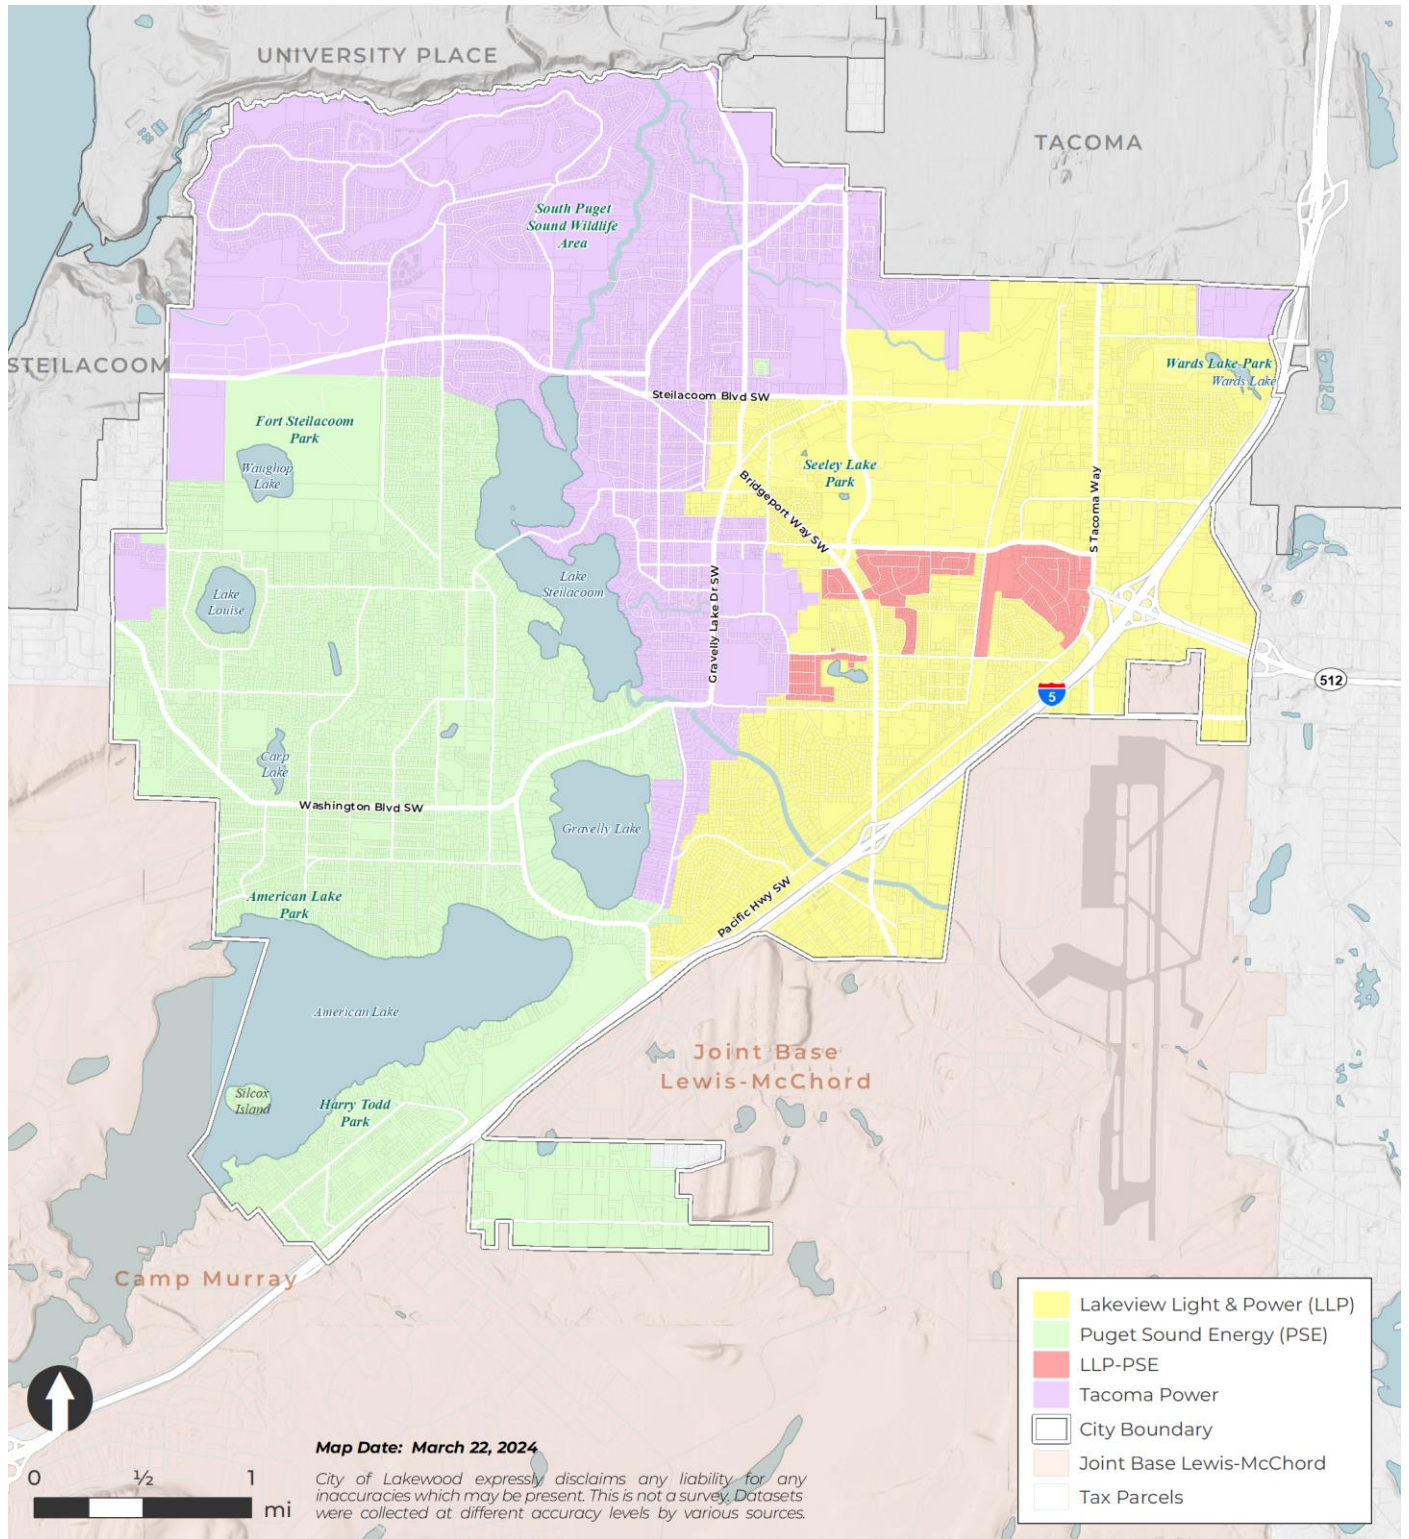 UNIVERSITY PLACE
TACOMA
South Puget
Sound Wildlife
Area
STEILACOOM
Wards Lake Park
Wards Lake
Steilacoom Blvd SW
Fort Steilacoom
Park
Waughop
Lake
Seeley Lake
Park
Bridgeport Way SW
S Tacoma Way
Lake
Louise
Lake
Steilacoom
Gravelly Lake Dr SW
512
5
Carp
Lake
Washington Blvd SW
Gravelly Lake
American Lake
Park
Pacific Hwy SW
American Lake
Joint Base
Lewis-McChord
Silcox
Island
Harry Todd
Park
Camp Murray
Lakeview Light & Power (LLP)
Puget Sound Energy (PSE)
LLP-PSE
Tacoma Power
City Boundary
Joint Base Lewis-McChord
Tax Parcels
Map Date: March 22, 2024
0 ½ 1
mi
City of Lakewood expressly disclaims any liability for any
inaccuracies which may be present. This is not a survey. Datasets
were collected at different accuracy levels by various sources.